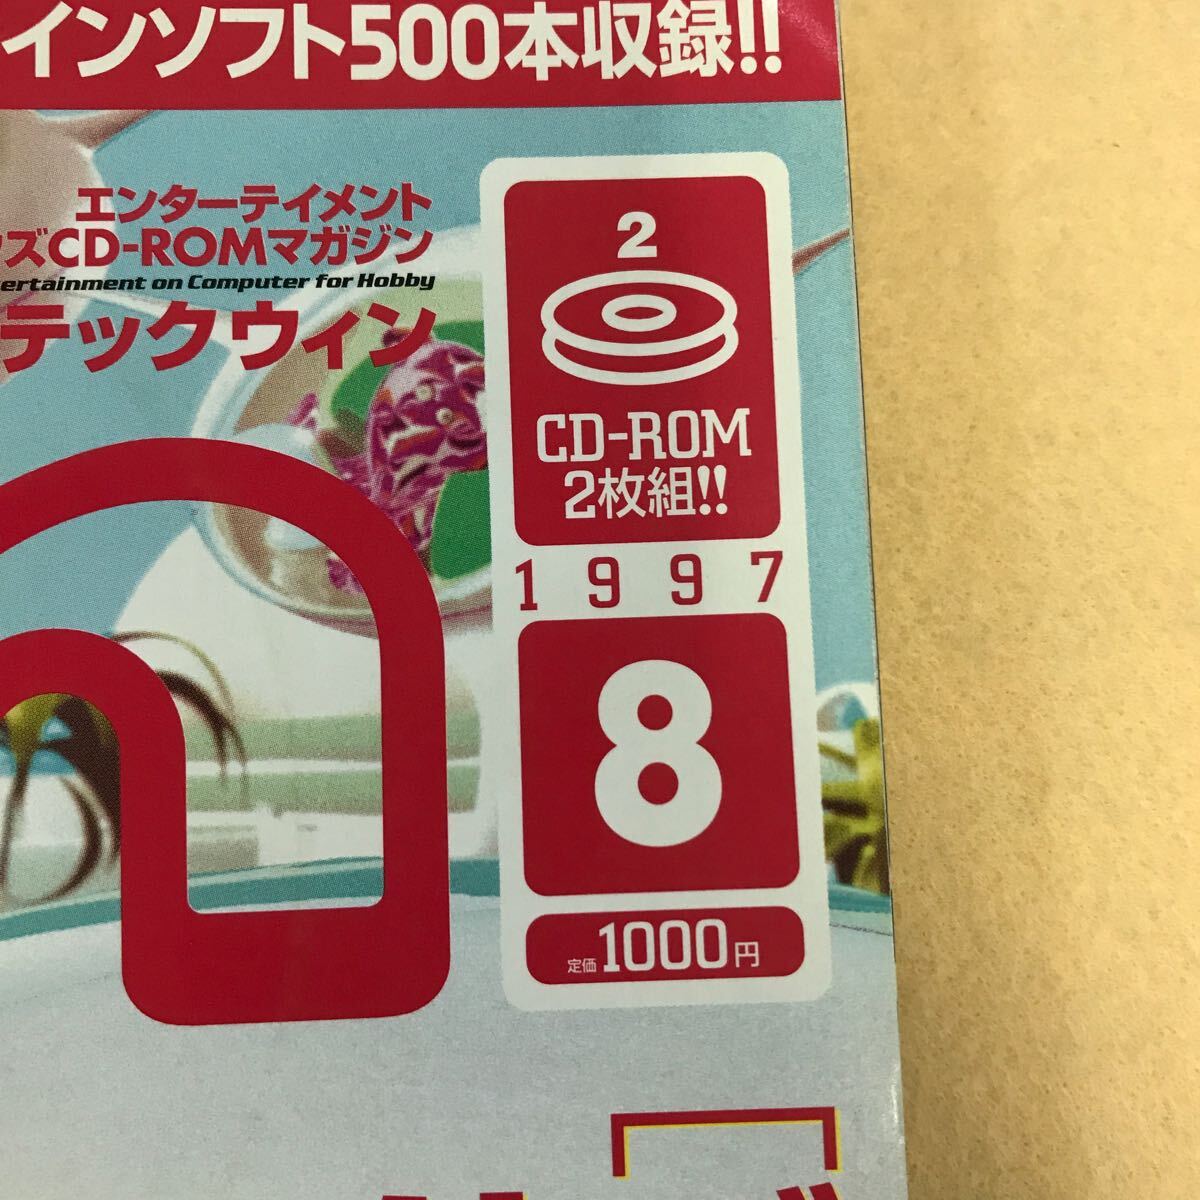 インソフト500本収録!!
エンターテイメント
ズCD-ROMマガジン
ertainment on Computer for Hobby
テックウィン
2
CD-ROM
2枚組!!
1997
8
定価1000円